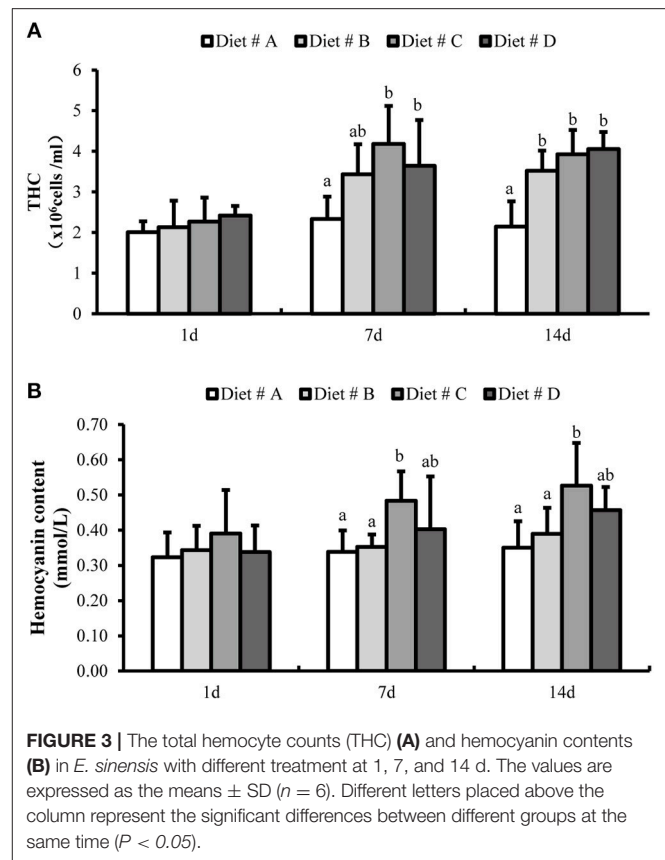 A
Diet # A Diet # B Diet # C Diet # D
THC
(x10⁶cells /ml)
6
5
4
3
2
1
0
a ab b b
a b b b
1d 7d 14d
B
Diet # A Diet # B Diet # C Diet # D
Hemocyanin content
(mmol/L)
0.70
0.60
0.50
0.40
0.30
0.20
0.10
0.00
a a b ab
a a b ab
1d 7d 14d
FIGURE 3 | The total hemocyte counts (THC) (A) and hemocyanin contents
(B) in E. sinensis with different treatment at 1, 7, and 14 d. The values are
expressed as the means ± SD (n = 6). Different letters placed above the
column represent the significant differences between different groups at the
same time (P < 0.05).